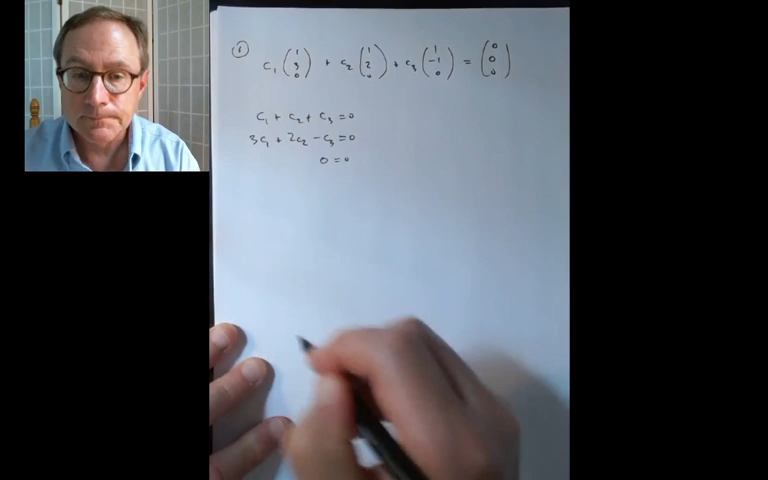 ① c₁ (1 3 0) + c₂ (1 2 0) + c₃ (1 -1 0) = (0 0 0)
c₁ + c₂ + c₃ = 0
3c₁ + 2c₂ - c₃ = 0
0 = 0